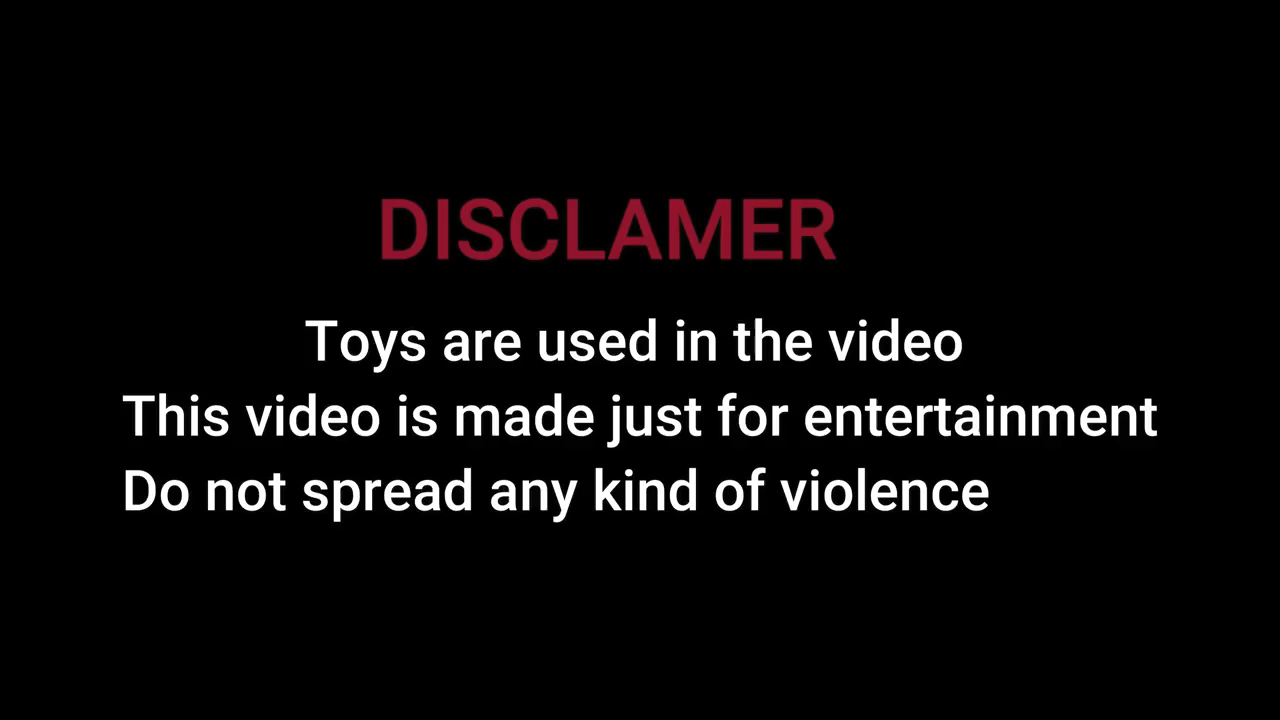 DISCLAMER
Toys are used in the video
This video is made just for entertainment
Do not spread any kind of violence